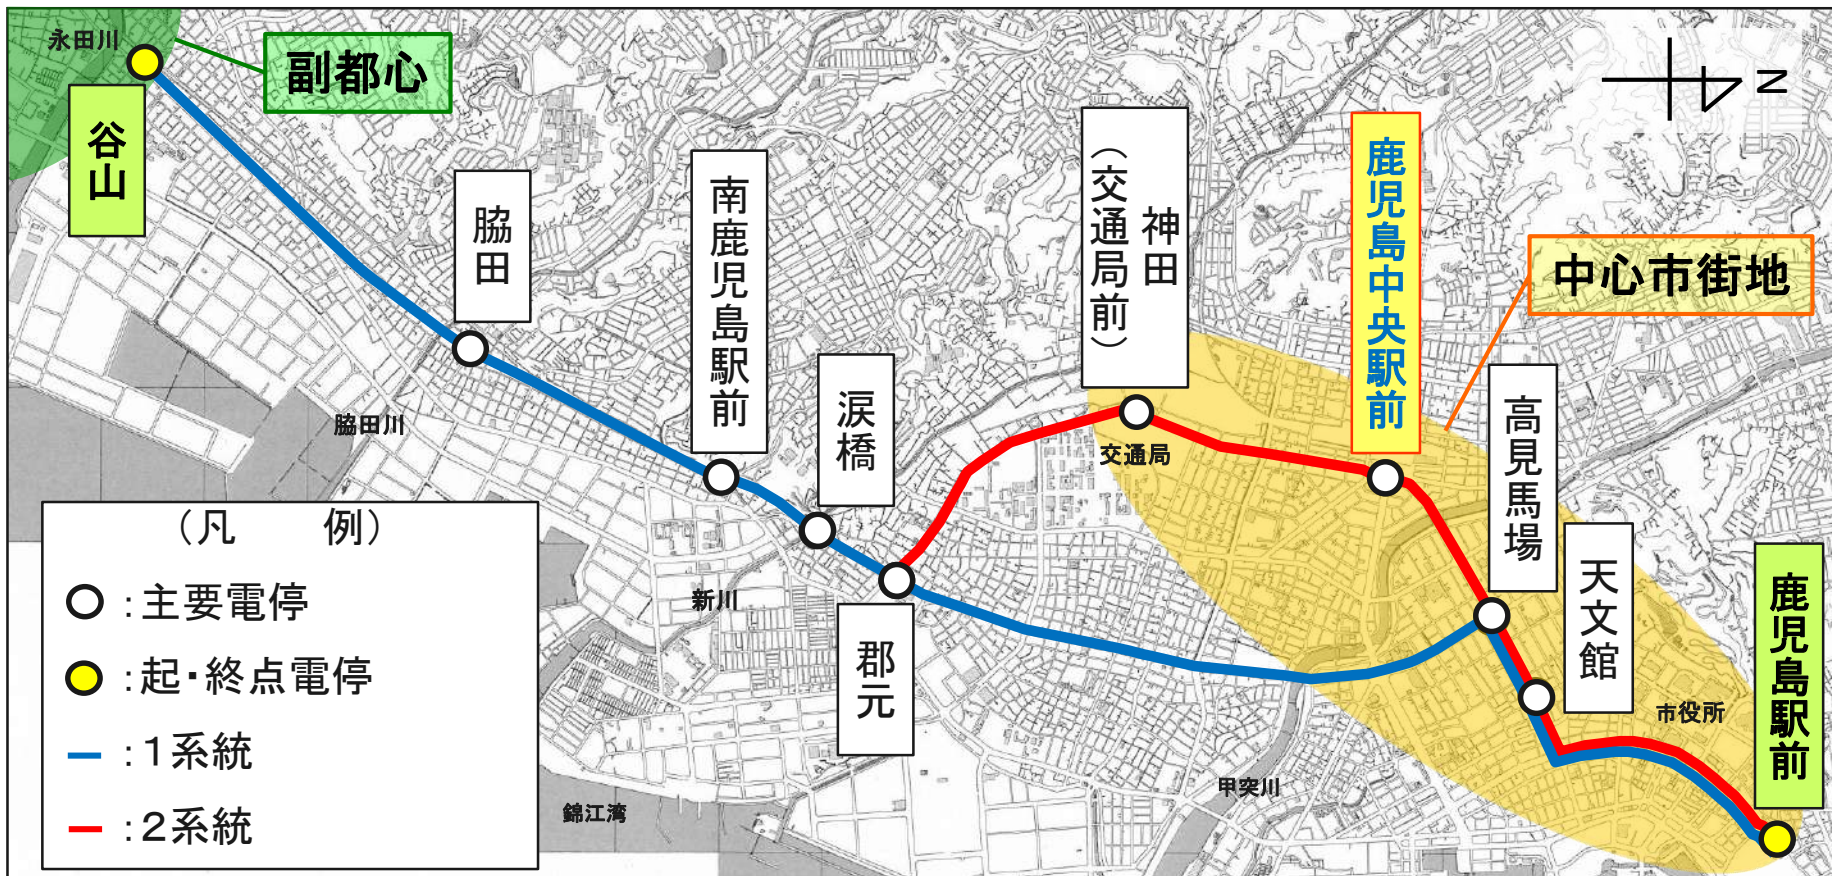 永田川
副都心
谷山
脇田
南鹿児島駅前
涙橋
郡元
神田
（交通局前）
交通局
鹿児島中央駅前
中心市街地
高見馬場
天文館
市役所
鹿児島駅前
N
脇田川
新川
甲突川
錦江湾
（凡　例）
：主要電停
：起・終点電停
：１系統
：２系統